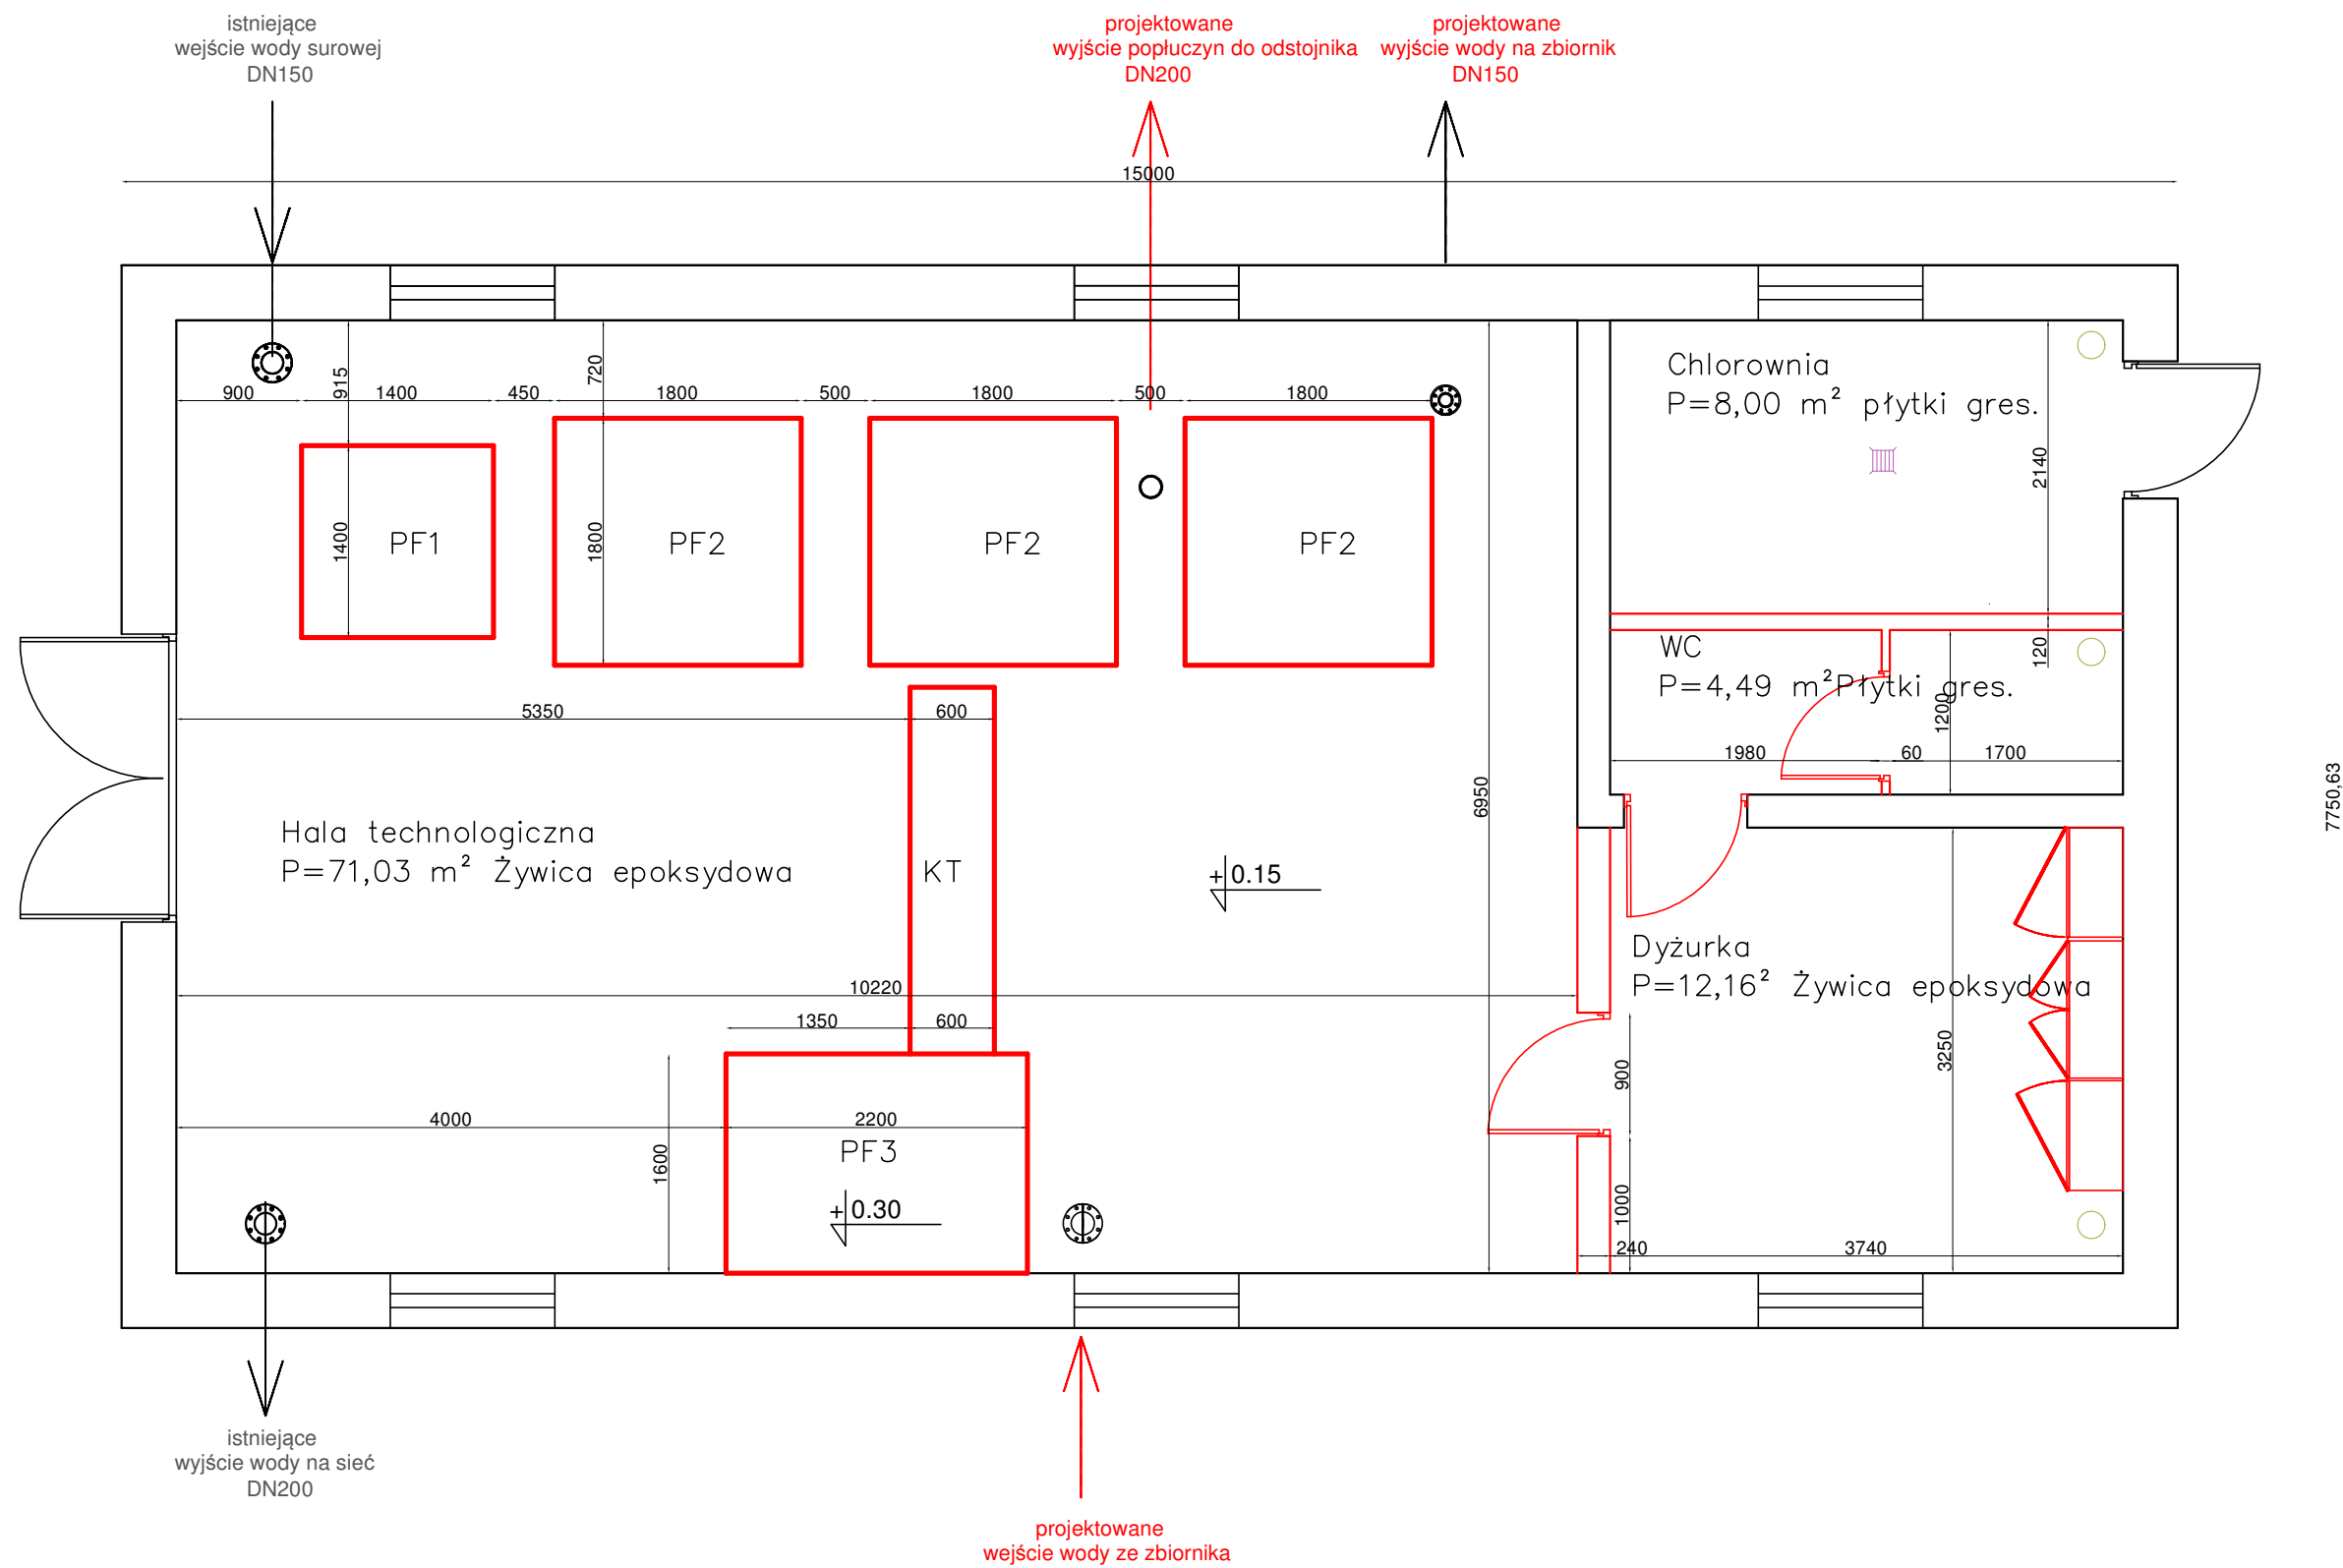 istniejące
wejście wody surowej
DN150
projektowane
wyjście popłuczyn do odstojnika
DN200
projektowane
wyjście wody na zbiornik
DN150
15000
900
915
1400
450
720
1800
500
1800
500
1800
1400
PF1
1800
PF2
PF2
PF2
Chlorownia
P=8,00 m² płytki gres.
2140
120
WC
P=4,49 m²Płytki gres.
1200
1980
60
1700
5350
600
6950
7750,63
Hala technologiczna
P=71,03 m² Żywica epoksydowa
KT
+0.15
Dyżurka
P=12,16² Żywica epoksydowa
10220
1350
600
900
3250
4000
2200
PF3
1600
+0.30
1000
240
3740
istniejące
wyjście wody na sieć
DN200
projektowane
wejście wody ze zbiornika